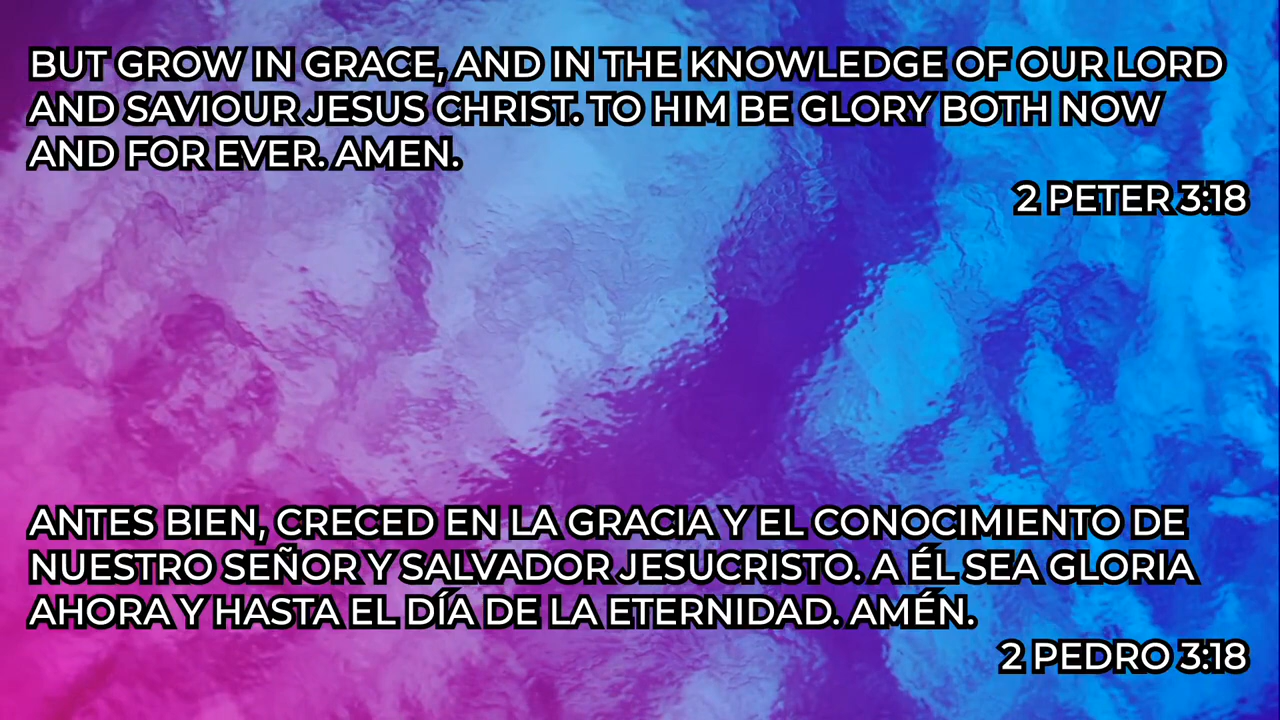 BUT GROW IN GRACE, AND IN THE KNOWLEDGE OF OUR LORD
AND SAVIOUR JESUS CHRIST. TO HIM BE GLORY BOTH NOW
AND FOR EVER. AMEN.
2 PETER 3:18
ANTES BIEN, CRECED EN LA GRACIA Y EL CONOCIMIENTO DE
NUESTRO SEÑOR Y SALVADOR JESUCRISTO. A ÉL SEA GLORIA
AHORA Y HASTA EL DÍA DE LA ETERNIDAD. AMÉN.
2 PEDRO 3:18